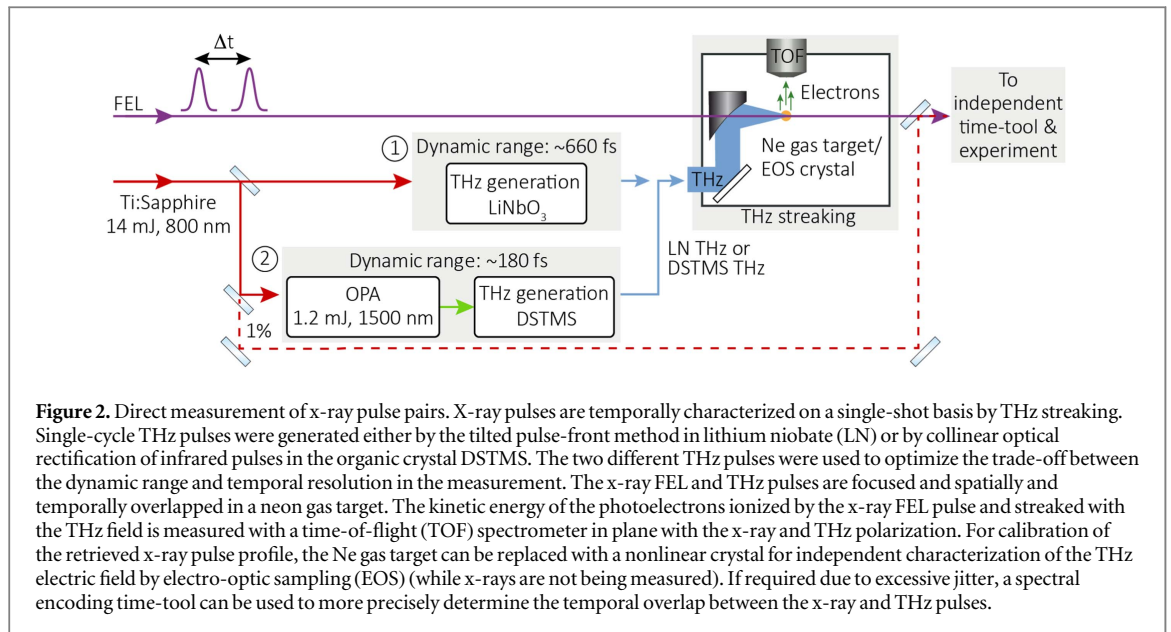 Δt
FEL
TOF
Electrons
To
independent
time-tool &
experiment
① Dynamic range: ~660 fs
THz generation
LiNbO₃
THz
Ne gas target/
EOS crystal
THz streaking
Ti:Sapphire
14 mJ, 800 nm
② Dynamic range: ~180 fs
OPA
1.2 mJ, 1500 nm
THz generation
DSTMS
LN THz or
DSTMS THz
1%
Figure 2. Direct measurement of x-ray pulse pairs. X-ray pulses are temporally characterized on a single-shot basis by THz streaking.
Single-cycle THz pulses were generated either by the tilted pulse-front method in lithium niobate (LN) or by collinear optical
rectification of infrared pulses in the organic crystal DSTMS. The two different THz pulses were used to optimize the trade-off between
the dynamic range and temporal resolution in the measurement. The x-ray FEL and THz pulses are focused and spatially and
temporally overlapped in a neon gas target. The kinetic energy of the photoelectrons ionized by the x-ray FEL pulse and streaked with
the THz field is measured with a time-of-flight (TOF) spectrometer in plane with the x-ray and THz polarization. For calibration of
the retrieved x-ray pulse profile, the Ne gas target can be replaced with a nonlinear crystal for independent characterization of the THz
electric field by electro-optic sampling (EOS) (while x-rays are not being measured). If required due to excessive jitter, a spectral
encoding time-tool can be used to more precisely determine the temporal overlap between the x-ray and THz pulses.